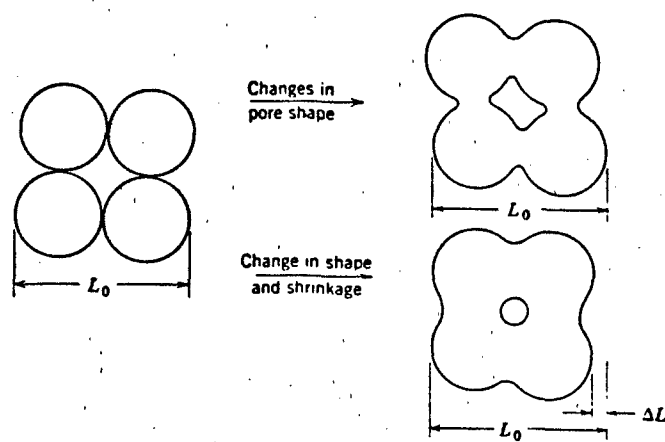 Changes in
pore shape
L₀
L₀
Change in shape
and shrinkage
ΔL
L₀